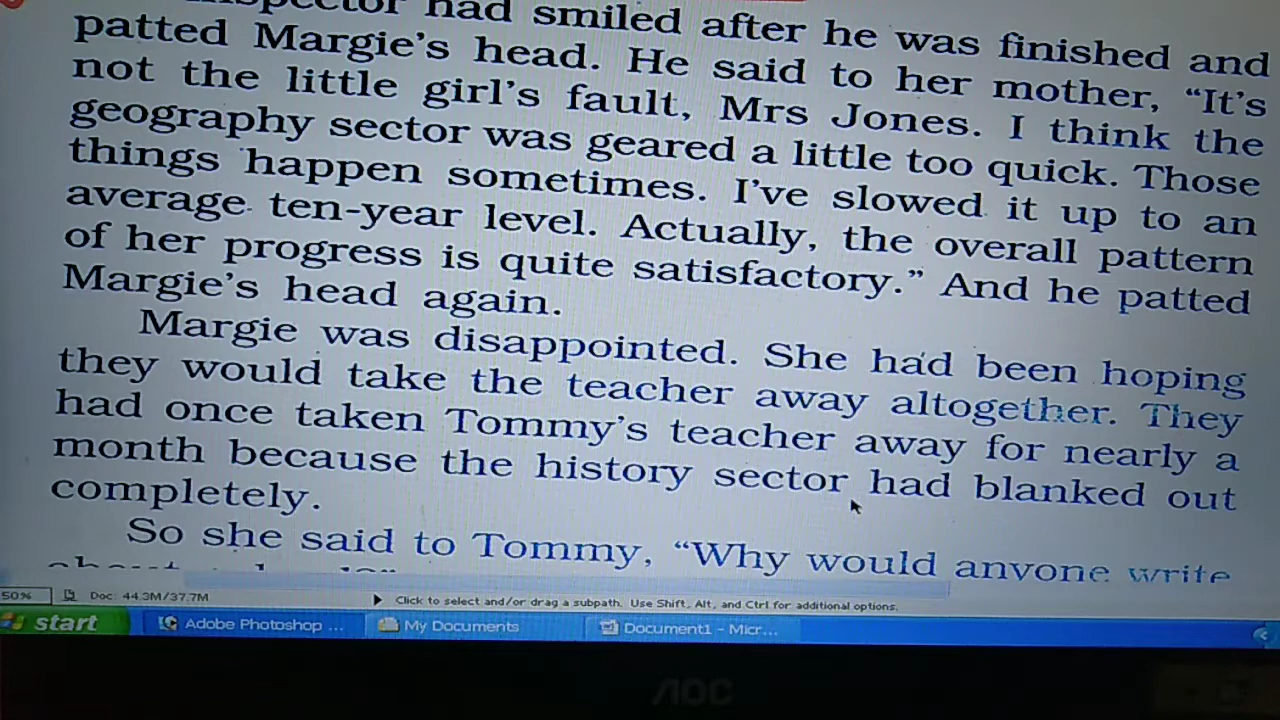 Inspector had smiled after he was finished and
patted Margie's head. He said to her mother, “It's
not the little girl's fault, Mrs Jones. I think the
geography sector was geared a little too quick. Those
things happen sometimes. I've slowed it up to an
average ten-year level. Actually, the overall pattern
of her progress is quite satisfactory.” And he patted
Margie's head again.
Margie was disappointed. She had been hoping
they would take the teacher away altogether. They
had once taken Tommy's teacher away for nearly a
month because the history sector had blanked out
completely.
So she said to Tommy, “Why would anyone write
50% Doc: 44.3M/37.7M Click to select and/or drag a subpath. Use Shift, Alt, and Ctrl for additional options.
start Adobe Photoshop ... My Documents Document1 - Micr...
AOC